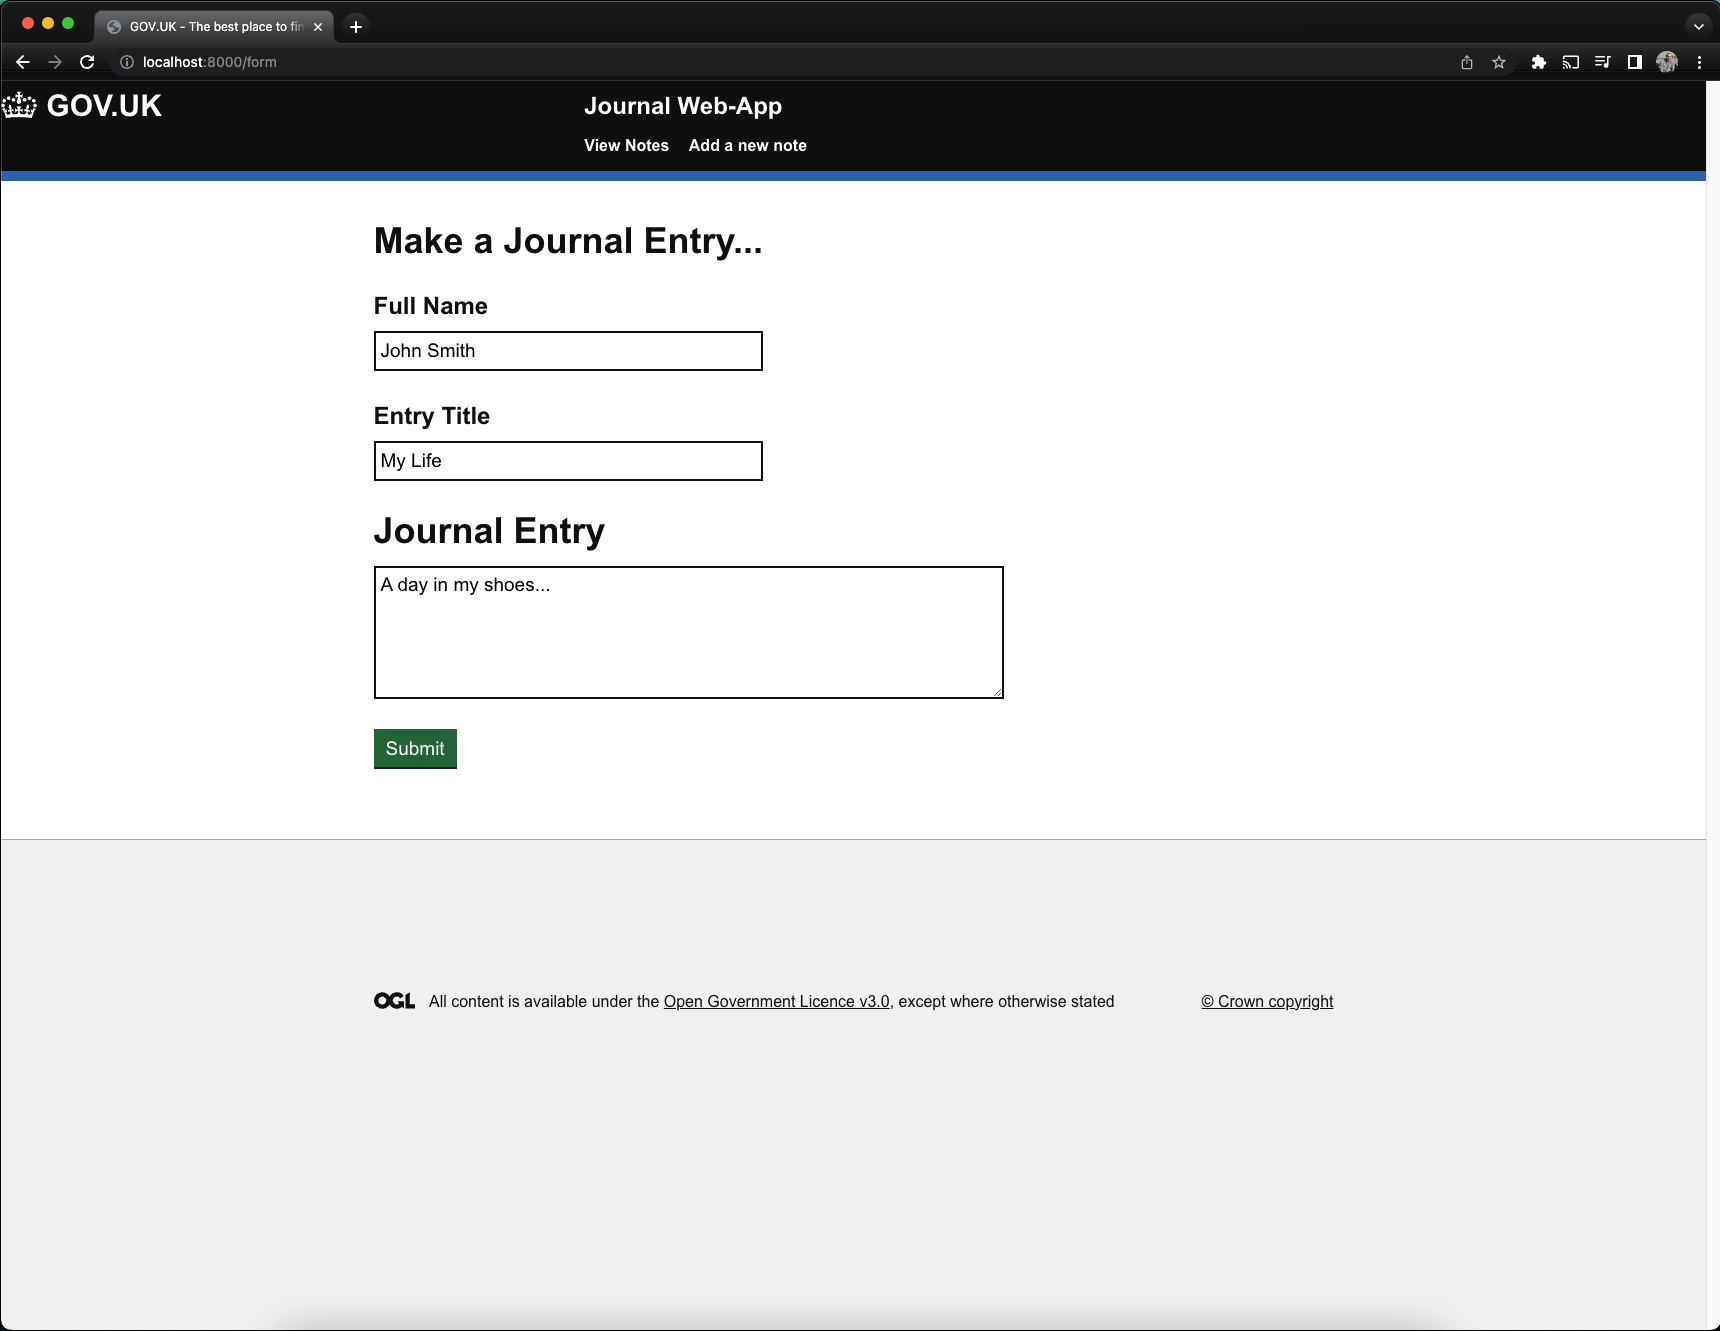 GOV.UK - The best place to fin
localhost:8000/form
GOV.UK
Journal Web-App
View Notes Add a new note
Make a Journal Entry...
Full Name
John Smith
Entry Title
My Life
Journal Entry
A day in my shoes...
Submit
OGL All content is available under the Open Government Licence v3.0, except where otherwise stated © Crown copyright